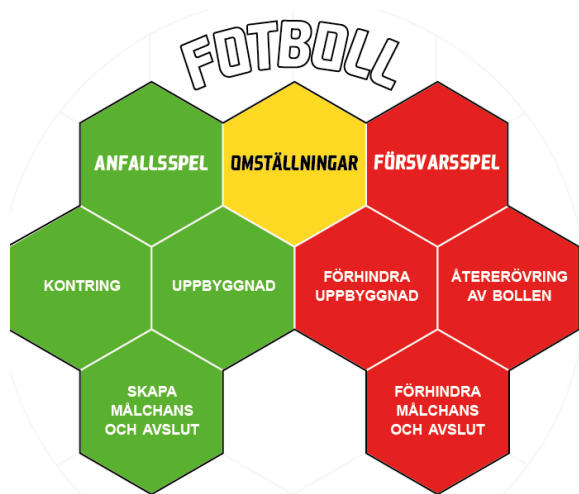 FOTBOLL
ANFALLSSPEL
OMSTÄLLNINGAR
FÖRSVARSSPEL
KONTRING
UPPBYGGNAD
FÖRHINDRA
UPPBYGGNAD
ÅTERERÖVRING
AV BOLLEN
SKAPA
MÅLCHANS
OCH AVSLUT
FÖRHINDRA
MÅLCHANS
OCH AVSLUT